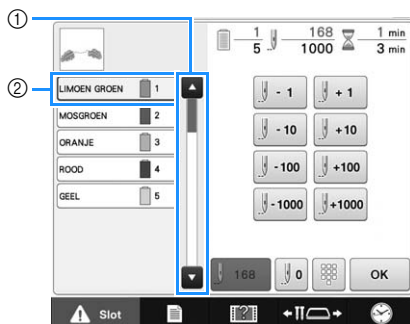 ①
②
1
5
168
1000
1 min
3 min
LIMOEN GROEN 1
MOSGROEN 2
ORANJE 3
ROOD 4
GEEL 5
- 1
+ 1
- 10
+10
-100
+100
-1000
+1000
168
0
OK
Slot